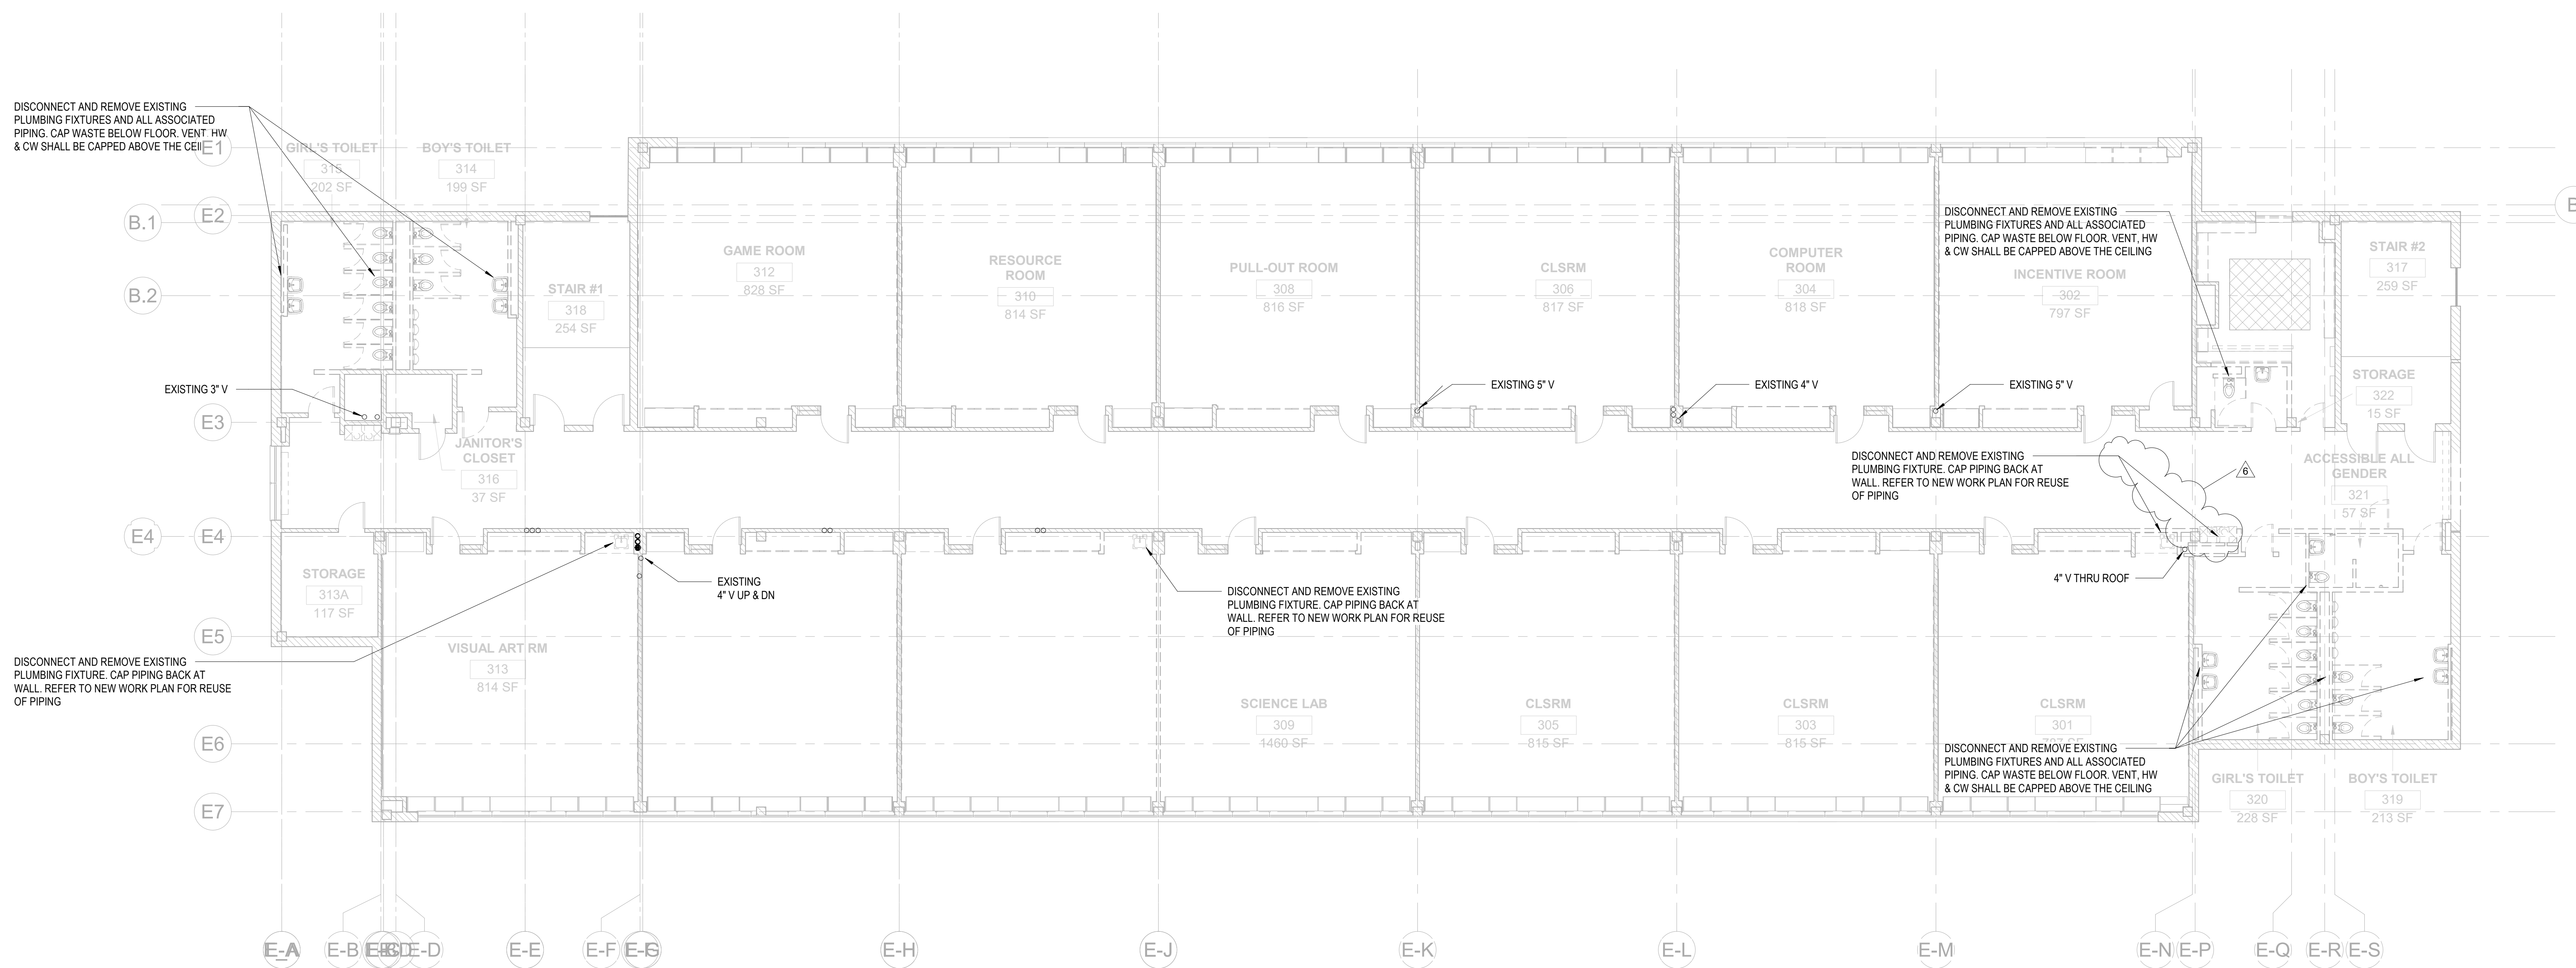 DISCONNECT AND REMOVE EXISTING
PLUMBING FIXTURES AND ALL ASSOCIATED
PIPING. CAP WASTE BELOW FLOOR. VENT, HW
& CW SHALL BE CAPPED ABOVE THE CEIL
E1
GIRL'S TOILET
315
202 SF
BOY'S TOILET
314
199 SF
B.1
E2
B
B.2
GAME ROOM
312
828 SF
RESOURCE
ROOM
310
814 SF
PULL-OUT ROOM
308
816 SF
CLSRM
306
817 SF
COMPUTER
ROOM
304
818 SF
DISCONNECT AND REMOVE EXISTING
PLUMBING FIXTURES AND ALL ASSOCIATED
PIPING. CAP WASTE BELOW FLOOR. VENT, HW
& CW SHALL BE CAPPED ABOVE THE CEILING
INCENTIVE ROOM
302
797 SF
STAIR #2
317
259 SF
STAIR #1
318
254 SF
EXISTING 3" V
EXISTING 5" V
EXISTING 4" V
EXISTING 5" V
STORAGE
322
15 SF
E3
JANITOR'S
CLOSET
316
37 SF
DISCONNECT AND REMOVE EXISTING
PLUMBING FIXTURE. CAP PIPING BACK AT
WALL. REFER TO NEW WORK PLAN FOR REUSE
OF PIPING
6
ACCESSIBLE ALL
GENDER
321
57 SF
E4
E4
STORAGE
313A
117 SF
EXISTING
4" V UP & DN
DISCONNECT AND REMOVE EXISTING
PLUMBING FIXTURE. CAP PIPING BACK AT
WALL. REFER TO NEW WORK PLAN FOR REUSE
OF PIPING
4" V THRU ROOF
E5
DISCONNECT AND REMOVE EXISTING
PLUMBING FIXTURE. CAP PIPING BACK AT
WALL. REFER TO NEW WORK PLAN FOR REUSE
OF PIPING
VISUAL ART RM
313
814 SF
SCIENCE LAB
309
1460 SF
CLSRM
305
815 SF
CLSRM
303
815 SF
CLSRM
301
E6
DISCONNECT AND REMOVE EXISTING
PLUMBING FIXTURES AND ALL ASSOCIATED
PIPING. CAP WASTE BELOW FLOOR. VENT, HW
& CW SHALL BE CAPPED ABOVE THE CEILING
GIRL'S TOILET
320
228 SF
BOY'S TOILET
319
213 SF
E7
E-B
E-D
E-E
E-F
E-H
E-J
E-K
E-L
E-M
E-N
E-P
E-Q
E-R
E-S